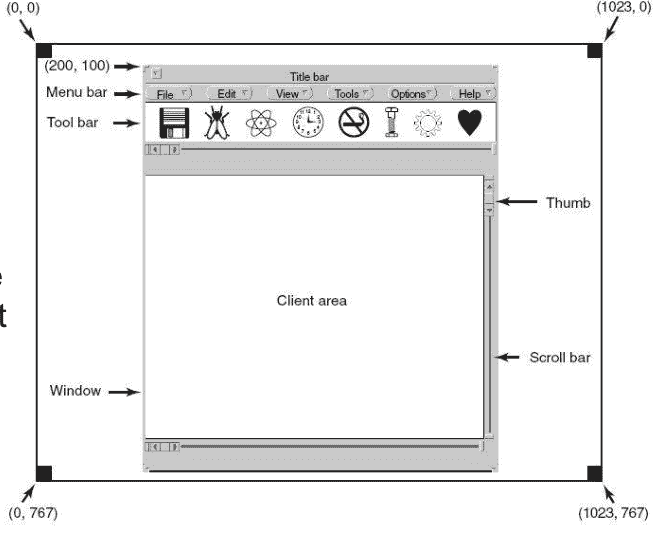 (0, 0)
(1023, 0)
(200, 100)
Title bar
Menu bar
File Edit View Tools Options Help
Tool bar
Thumb
Client area
Scroll bar
Window
(0, 767)
(1023, 767)